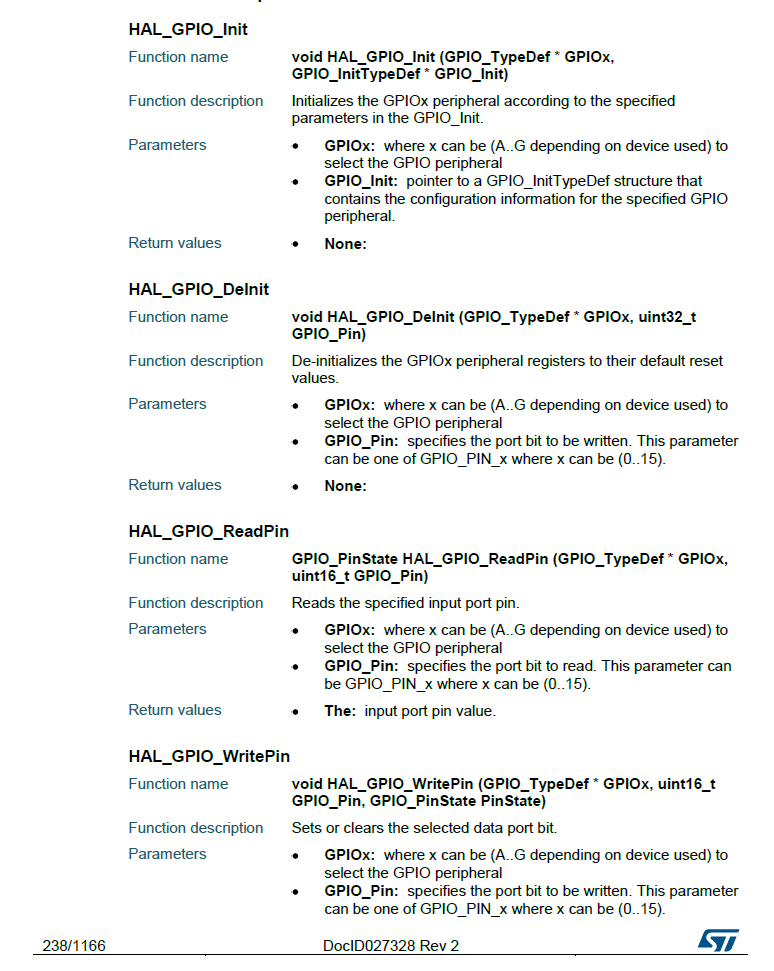 HAL_GPIO_Init
Function name void HAL_GPIO_Init (GPIO_TypeDef * GPIOx,
GPIO_InitTypeDef * GPIO_Init)
Function description Initializes the GPIOx peripheral according to the specified
parameters in the GPIO_Init.
Parameters • GPIOx: where x can be (A..G depending on device used) to
select the GPIO peripheral
• GPIO_Init: pointer to a GPIO_InitTypeDef structure that
contains the configuration information for the specified GPIO
peripheral.
Return values • None:
HAL_GPIO_DeInit
Function name void HAL_GPIO_DeInit (GPIO_TypeDef * GPIOx, uint32_t
GPIO_Pin)
Function description De-initializes the GPIOx peripheral registers to their default reset
values.
Parameters • GPIOx: where x can be (A..G depending on device used) to
select the GPIO peripheral
• GPIO_Pin: specifies the port bit to be written. This parameter
can be one of GPIO_PIN_x where x can be (0..15).
Return values • None:
HAL_GPIO_ReadPin
Function name GPIO_PinState HAL_GPIO_ReadPin (GPIO_TypeDef * GPIOx,
uint16_t GPIO_Pin)
Function description Reads the specified input port pin.
Parameters • GPIOx: where x can be (A..G depending on device used) to
select the GPIO peripheral
• GPIO_Pin: specifies the port bit to read. This parameter can
be GPIO_PIN_x where x can be (0..15).
Return values • The: input port pin value.
HAL_GPIO_WritePin
Function name void HAL_GPIO_WritePin (GPIO_TypeDef * GPIOx, uint16_t
GPIO_Pin, GPIO_PinState PinState)
Function description Sets or clears the selected data port bit.
Parameters • GPIOx: where x can be (A..G depending on device used) to
select the GPIO peripheral
• GPIO_Pin: specifies the port bit to be written. This parameter
can be one of GPIO_PIN_x where x can be (0..15).
238/1166 DocID027328 Rev 2 ST